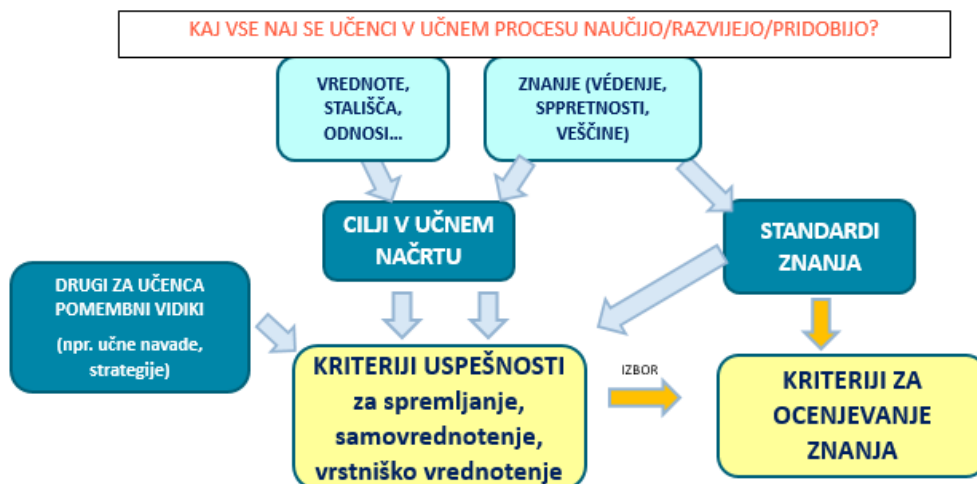 KAJ VSE NAJ SE UČENCI V UČNEM PROCESU NAUČIJO/RAZVIJEJO/PRIDOBIJO?
VREDNOTE,
STALIŠČA,
ODNOSI...
ZNANJE (VÉDENJE,
SPPRETNOSTI,
VEŠČINE)
CILJI V UČNEM
NAČRTU
STANDARDI
ZNANJA
DRUGI ZA UČENCA
POMEMBNI VIDIKI
(npr. učne navade,
strategije)
KRITERIJI USPEŠNOSTI
za spremljanje,
samovrednotenje,
vrstniško vrednotenje
IZBOR
KRITERIJI ZA
OCENJEVANJE
ZNANJA